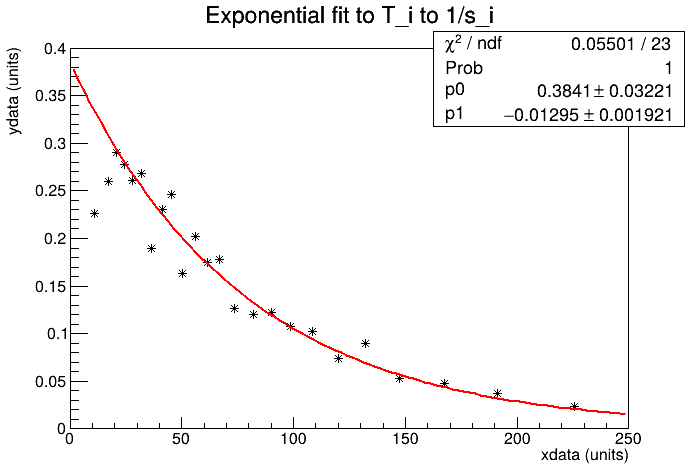 Exponential fit to T_i to 1/s_i
χ² / ndf 0.05501 / 23
Prob 1
p0 0.3841 ± 0.03221
p1 −0.01295 ± 0.001921
ydata (units)
0.4
0.35
0.3
0.25
0.2
0.15
0.1
0.05
0
0 50 100 150 200 250
xdata (units)